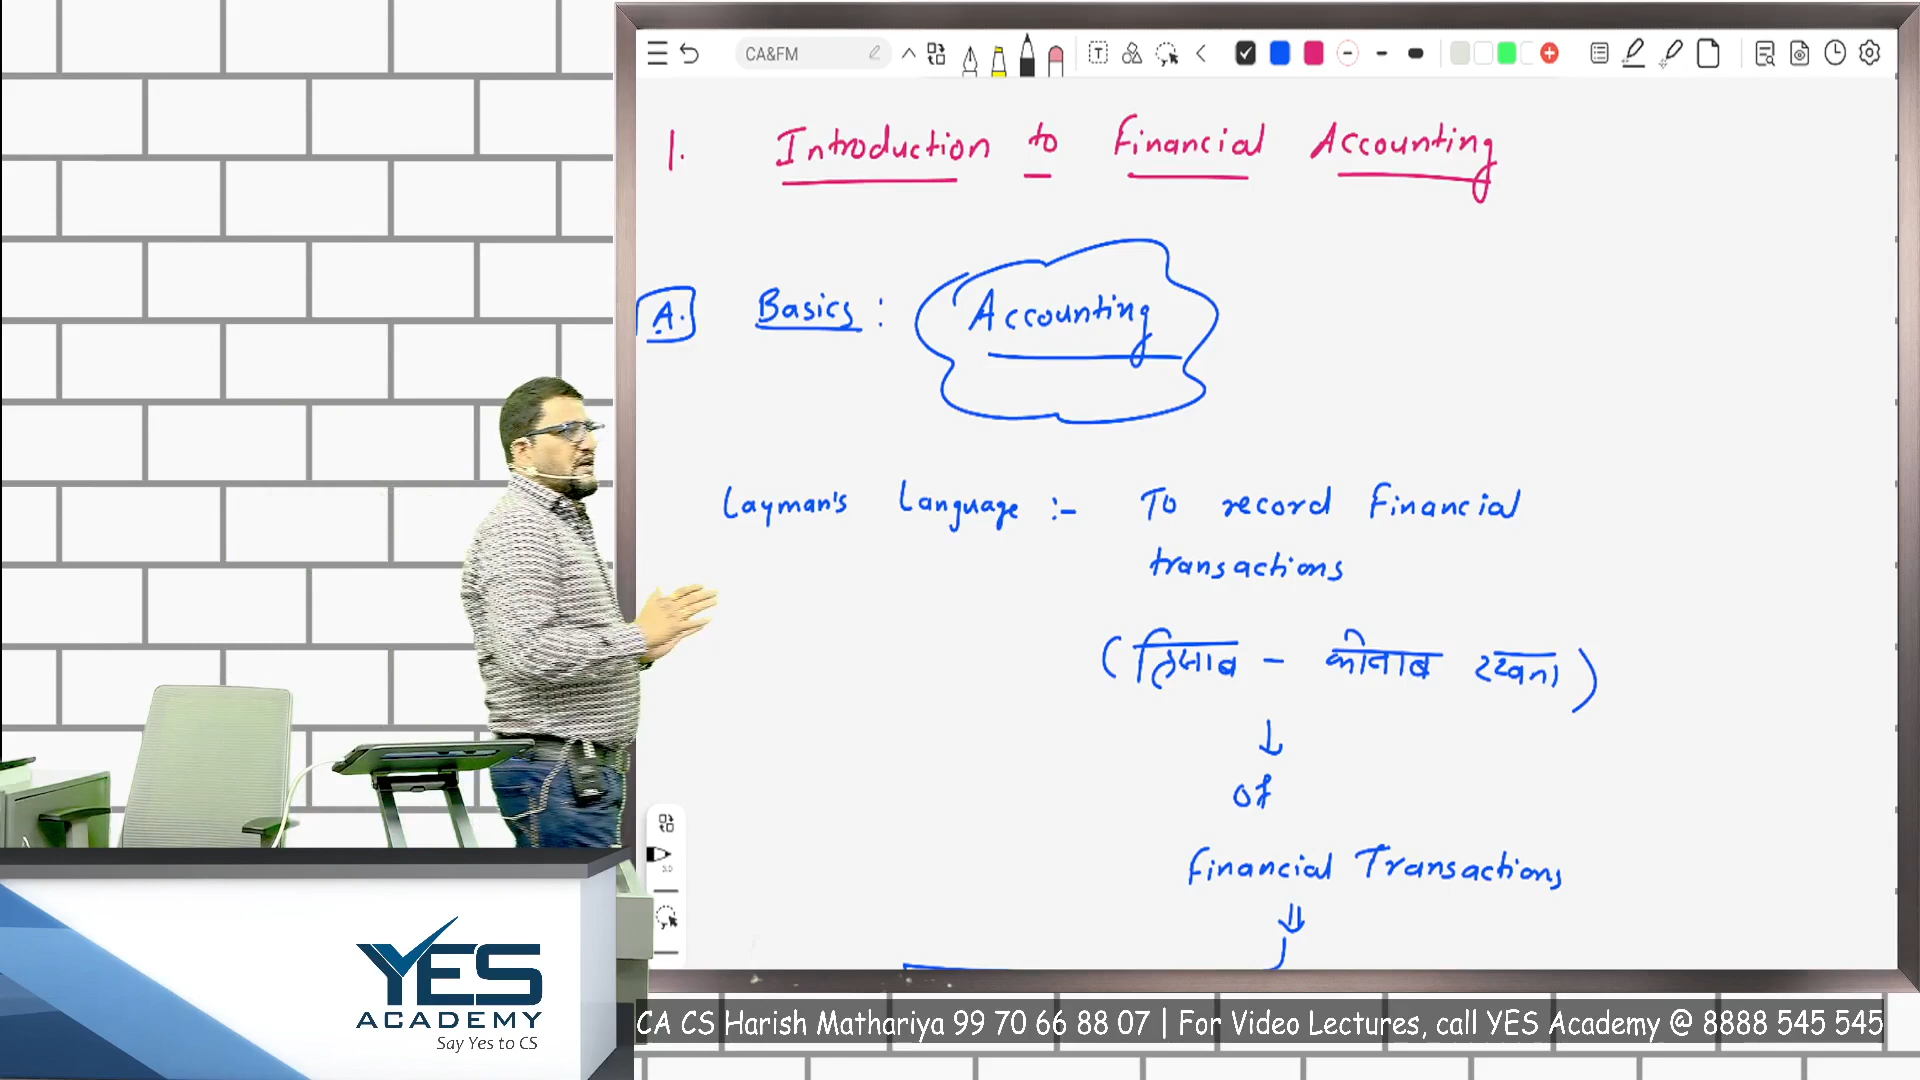 CA&FM
1. Introduction to Financial Accounting
A. Basics : Accounting
Layman's Language :- To record Financial
transactions
(हिसाब - कीताब रखना)
↓
of
Financial Transactions
⇓
YES
ACADEMY
Say Yes to CS
CA CS Harish Mathariya 99 70 66 88 07 | For Video Lectures, call YES Academy @ 8888 545 545